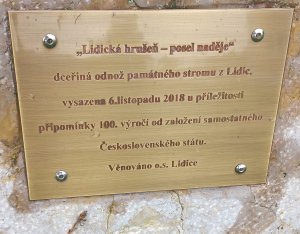 „Lidická hrušeň – posel naděje“
dceřiná odnož památného stromu z Lidic,
vysazena 6.listopadu 2018 u příležitosti
připomínky 100. výročí od založení samostatného
Československého státu.
Věnováno o.s. Lidice